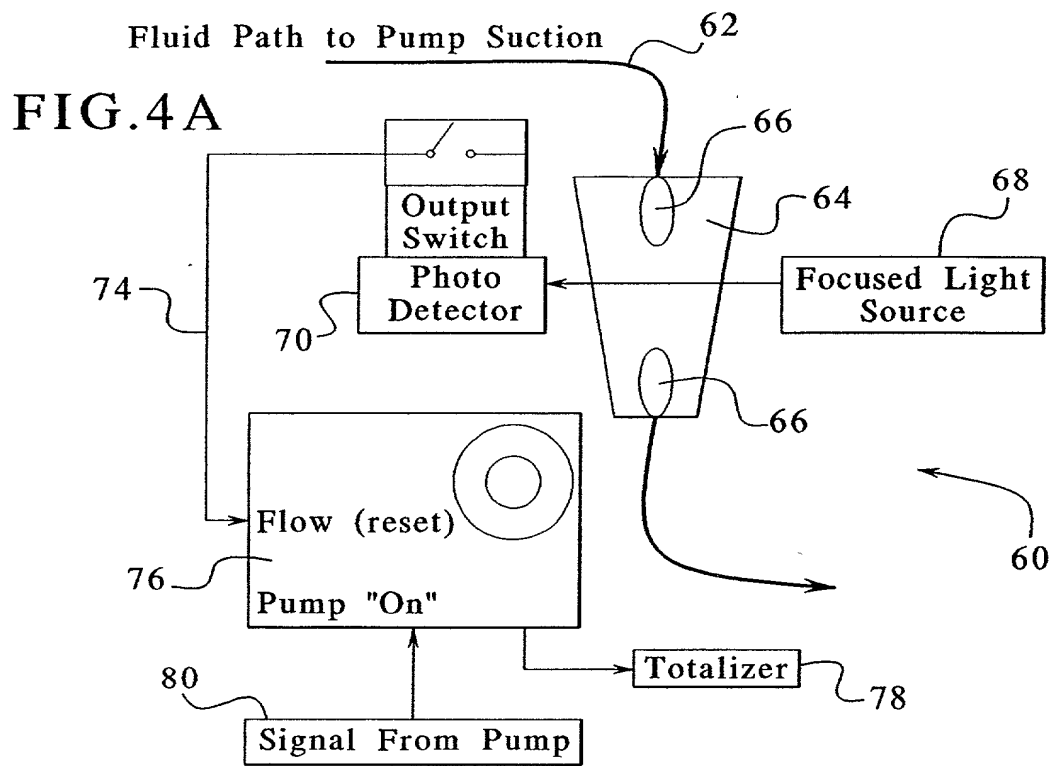 Fluid Path to Pump Suction
62
FIG.4A
66
64
68
Output
Switch
Photo
Detector
Focused Light
Source
74
70
66
Flow (reset)
60
76
Pump "On"
Totalizer
78
80
Signal From Pump